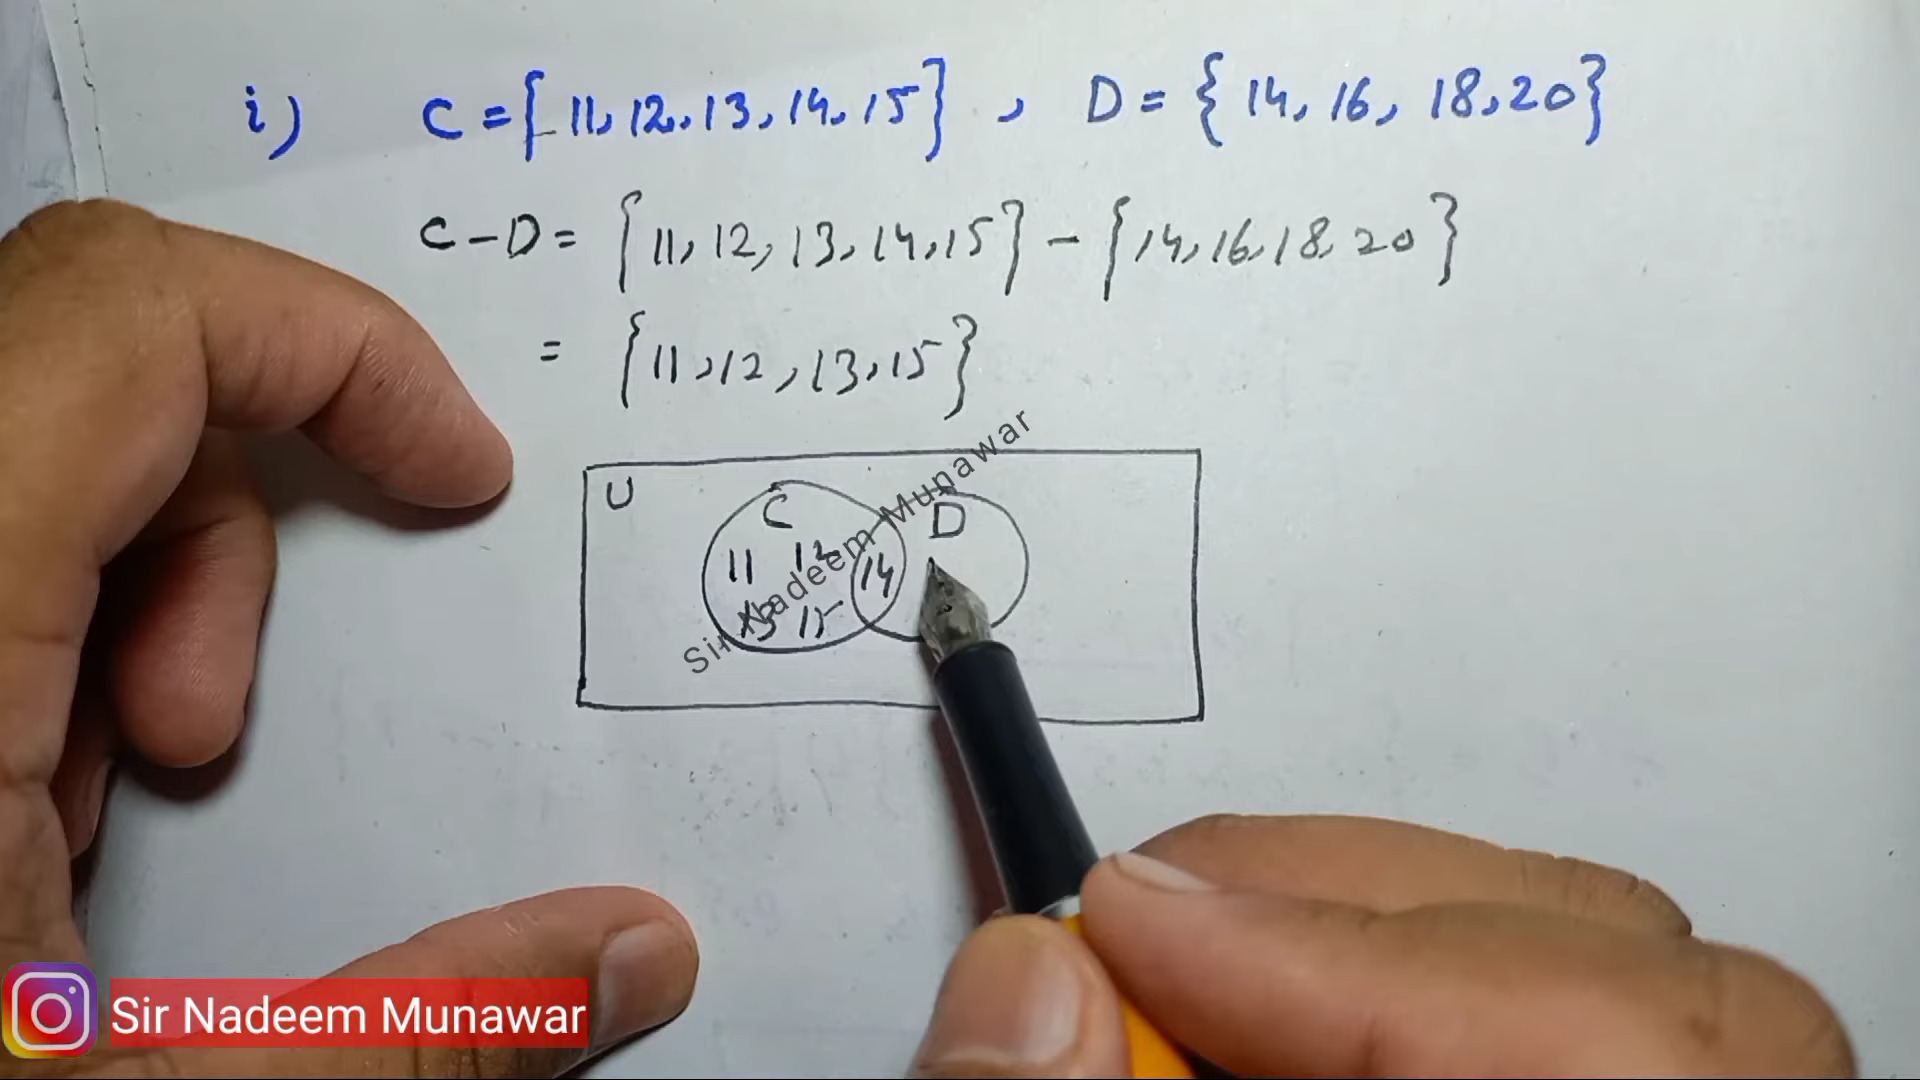 i) C = { 11, 12, 13, 14, 15 } , D = { 14, 16, 18, 20 }
C - D = { 11, 12, 13, 14, 15 } - { 14, 16, 18, 20 }
= { 11, 12, 13, 15 }
U
C D
11 12 14
13 15
Sir Nadeem Munawar
Sir Nadeem Munawar